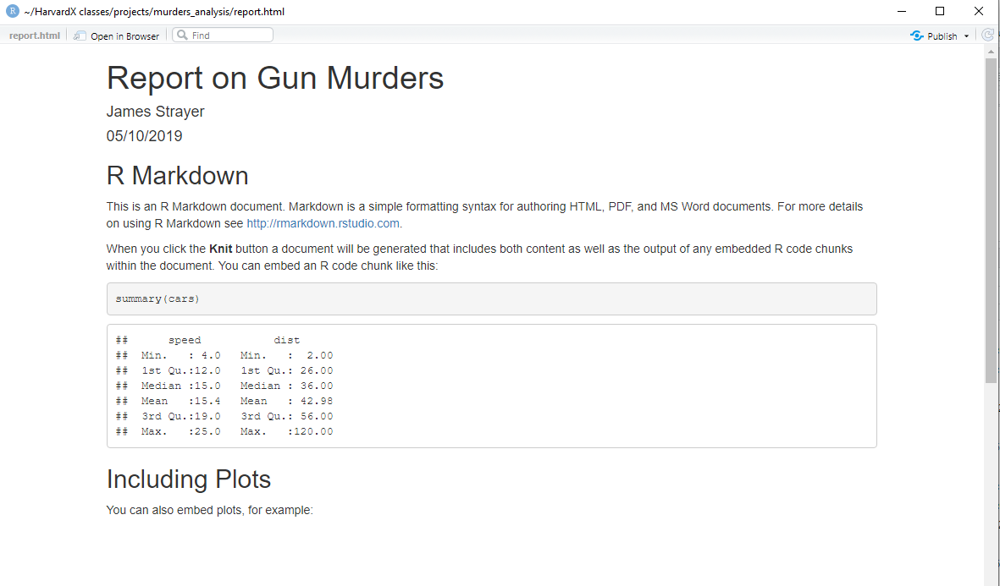 R ~/HarvardX classes/projects/murders_analysis/report.html
report.html Open in Browser Find Publish
Report on Gun Murders
James Strayer
05/10/2019
R Markdown
This is an R Markdown document. Markdown is a simple formatting syntax for authoring HTML, PDF, and MS Word documents. For more details
on using R Markdown see http://rmarkdown.rstudio.com.
When you click the Knit button a document will be generated that includes both content as well as the output of any embedded R code chunks
within the document. You can embed an R code chunk like this:
summary(cars)
##      speed           dist
##  Min.   : 4.0   Min.   :  2.00
##  1st Qu.:12.0   1st Qu.: 26.00
##  Median :15.0   Median : 36.00
##  Mean   :15.4   Mean   : 42.98
##  3rd Qu.:19.0   3rd Qu.: 56.00
##  Max.   :25.0   Max.   :120.00
Including Plots
You can also embed plots, for example: